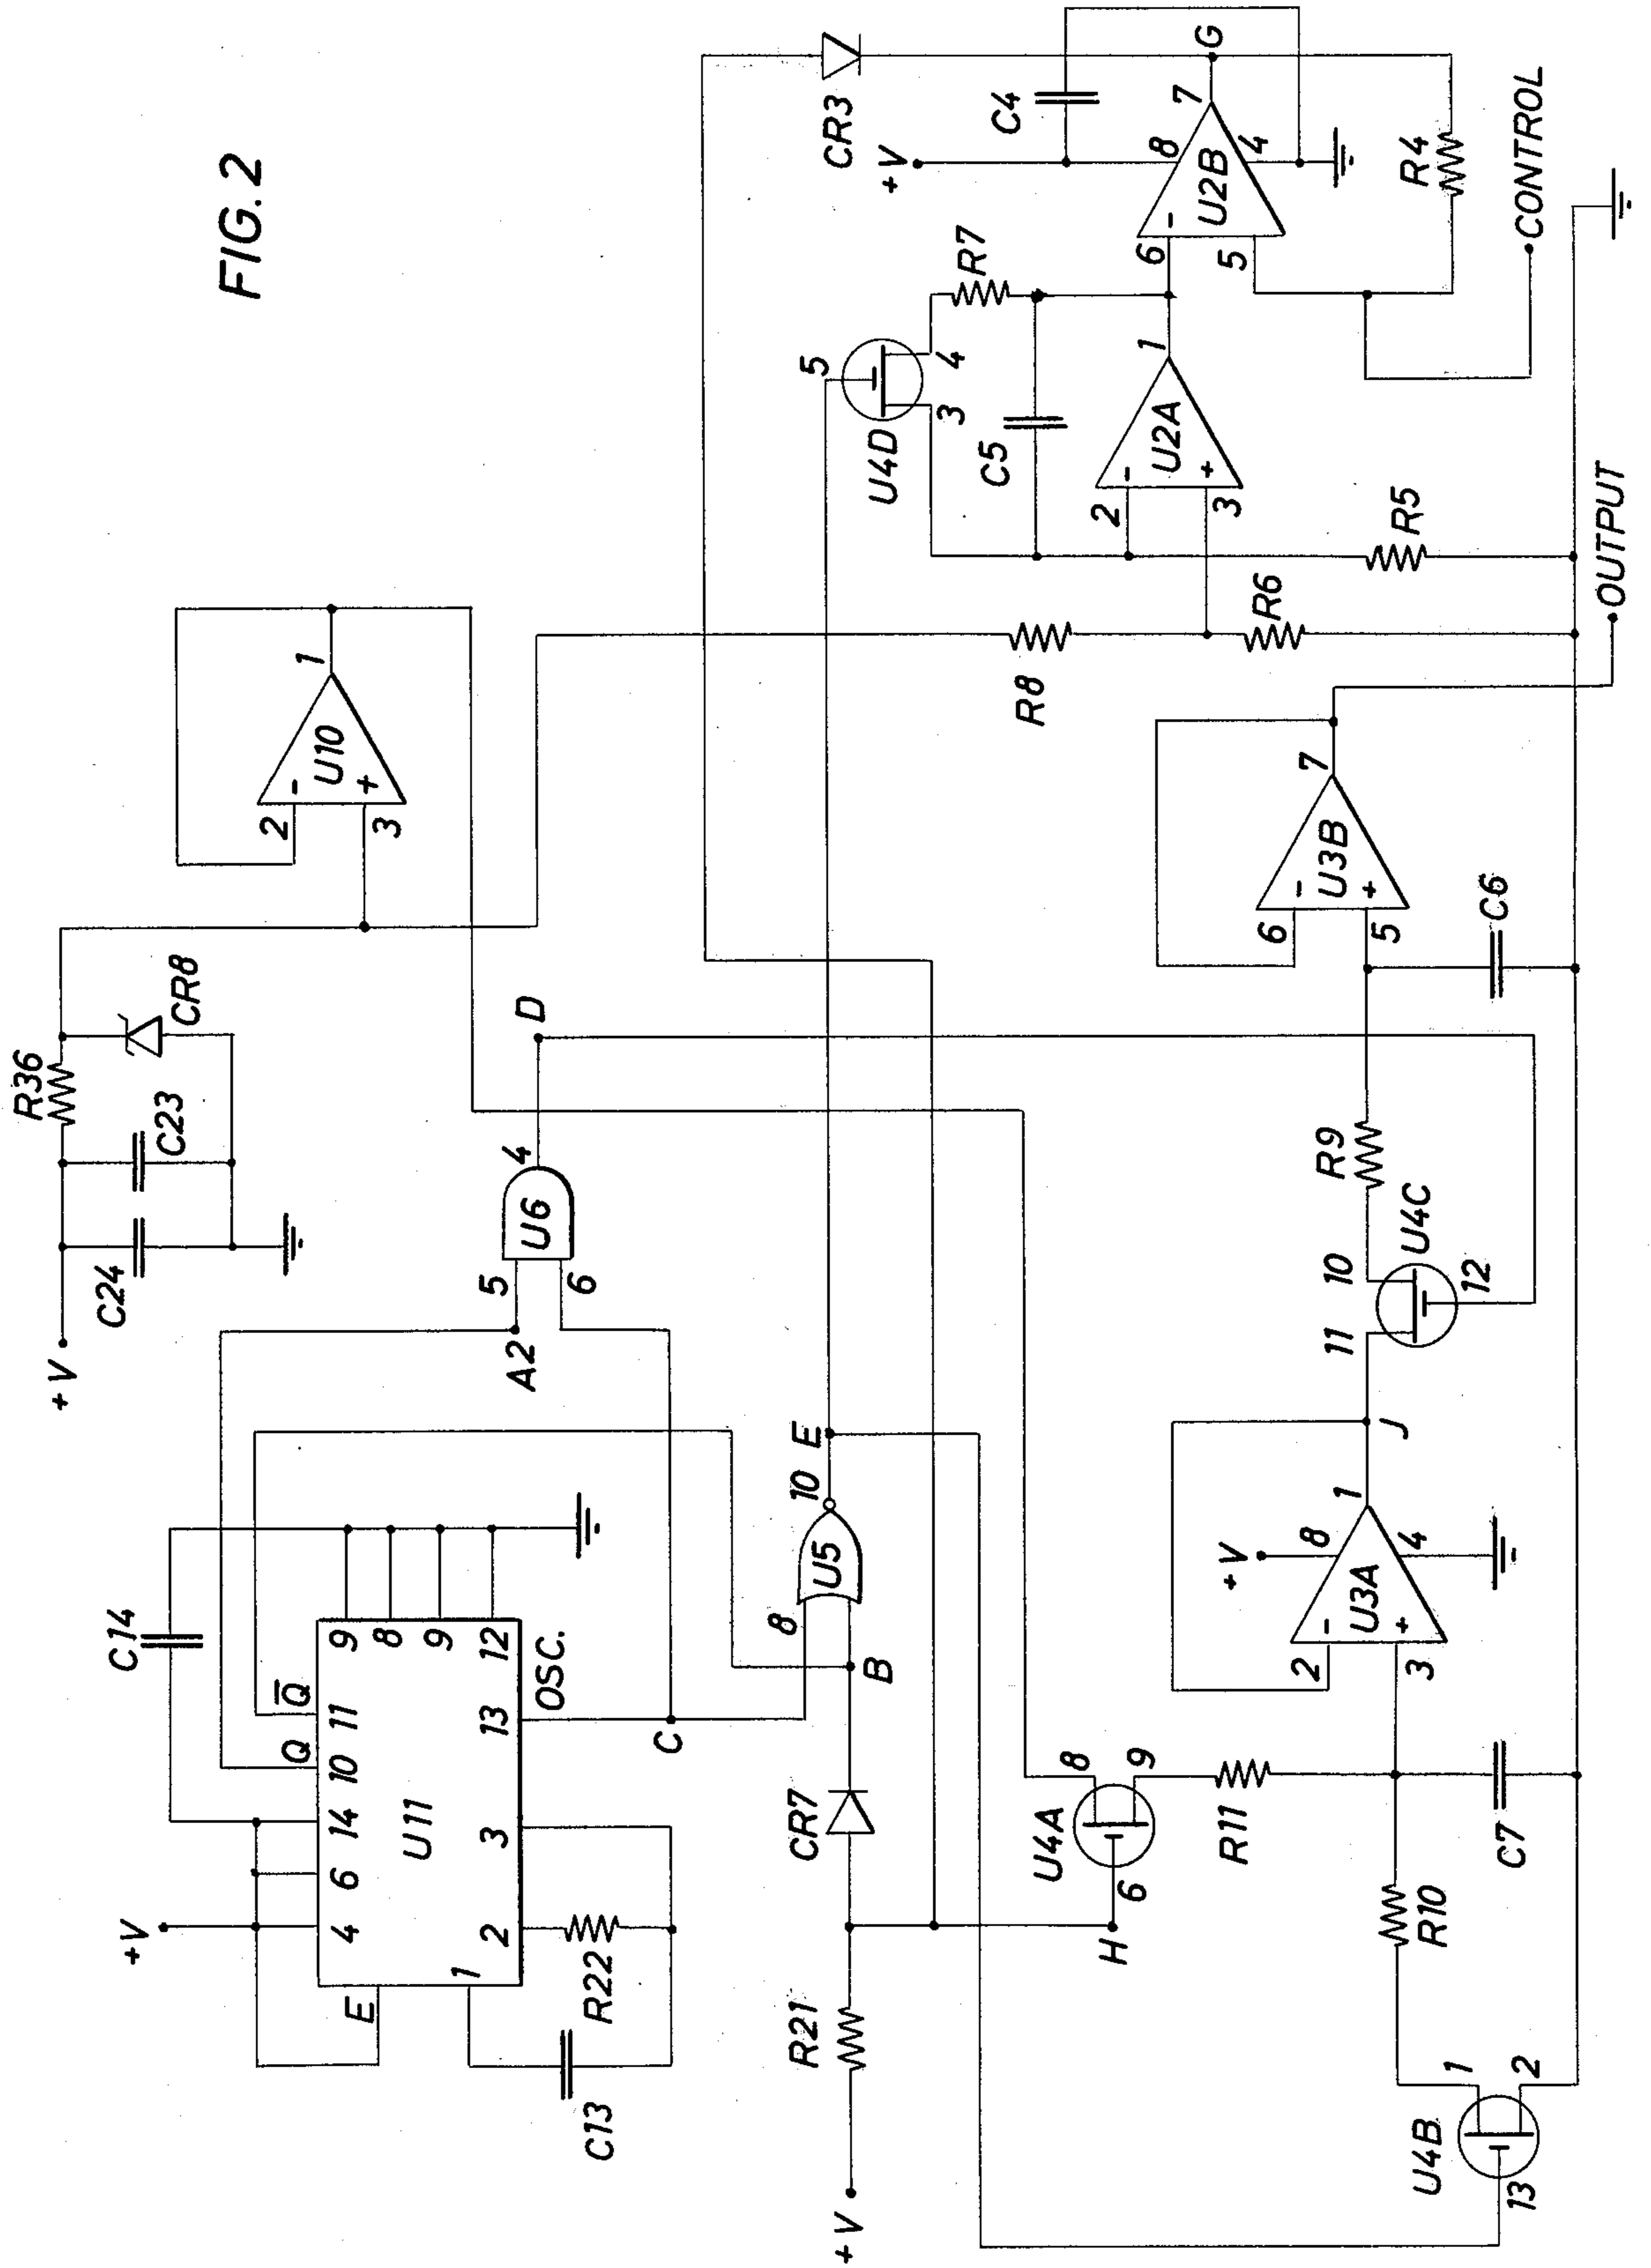 FIG. 2
+V
R36
C24
C23
CR8
2
3
-
+
U10
1
+V
C14
E
4
6
14
10
11
Q
Q̅
U11
9
8
9
12
1
2
3
13
OSC.
C13
R22
C
A2
5
6
U6
4
D
+V
R21
CR7
B
8
U5
10
E
H
6
U4A
8
9
R11
R10
C7
U4B
13
1
2
2
3
-
+
U3A
+V
8
4
1
J
11
10
U4C
12
R9
6
5
-
+
U3B
7
C6
OUTPUT
R8
R6
R5
2
3
-
+
U2A
1
C5
U4D
5
3
4
R7
6
5
-
U2B
+V
8
4
7
G
C4
CR3
R4
CONTROL